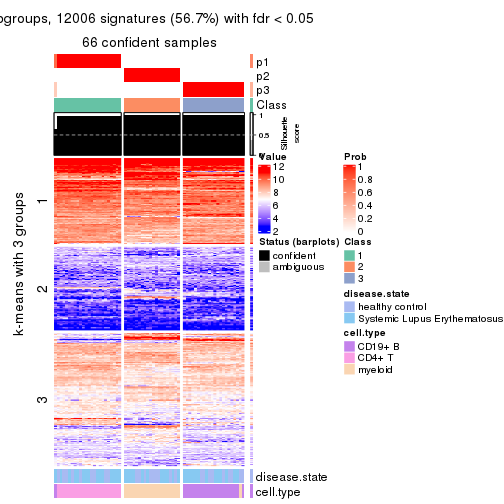 ogroups, 12006 signatures (56.7%) with fdr < 0.05
66 confident samples
p1
p2
p3
Class
1
0.5
Silhouette
score
k-means with 3 groups
1
2
3
Value
12
10
8
6
4
2
Prob
1
0.8
0.6
0.4
0.2
0
Status (barplots)
confident
ambiguous
Class
1
2
3
disease.state
healthy control
Systemic Lupus Erythematosus
cell.type
CD19+ B
CD4+ T
myeloid
disease.state
cell.type